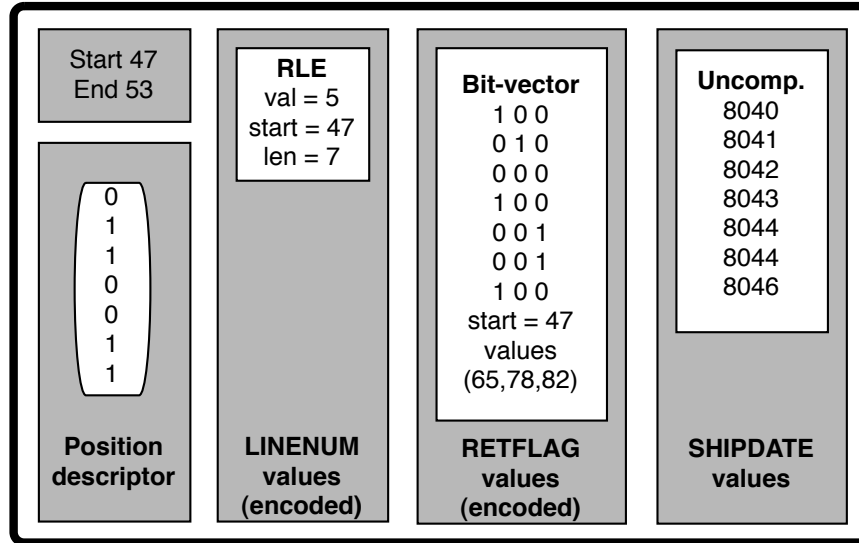 Start 47
End 53
0
1
1
0
0
1
1
Position
descriptor
RLE
val = 5
start = 47
len = 7
LINENUM
values
(encoded)
Bit-vector
1 0 0
0 1 0
0 0 0
1 0 0
0 0 1
0 0 1
1 0 0
start = 47
values
(65,78,82)
RETFLAG
values
(encoded)
Uncomp.
8040
8041
8042
8043
8044
8044
8046
SHIPDATE
values